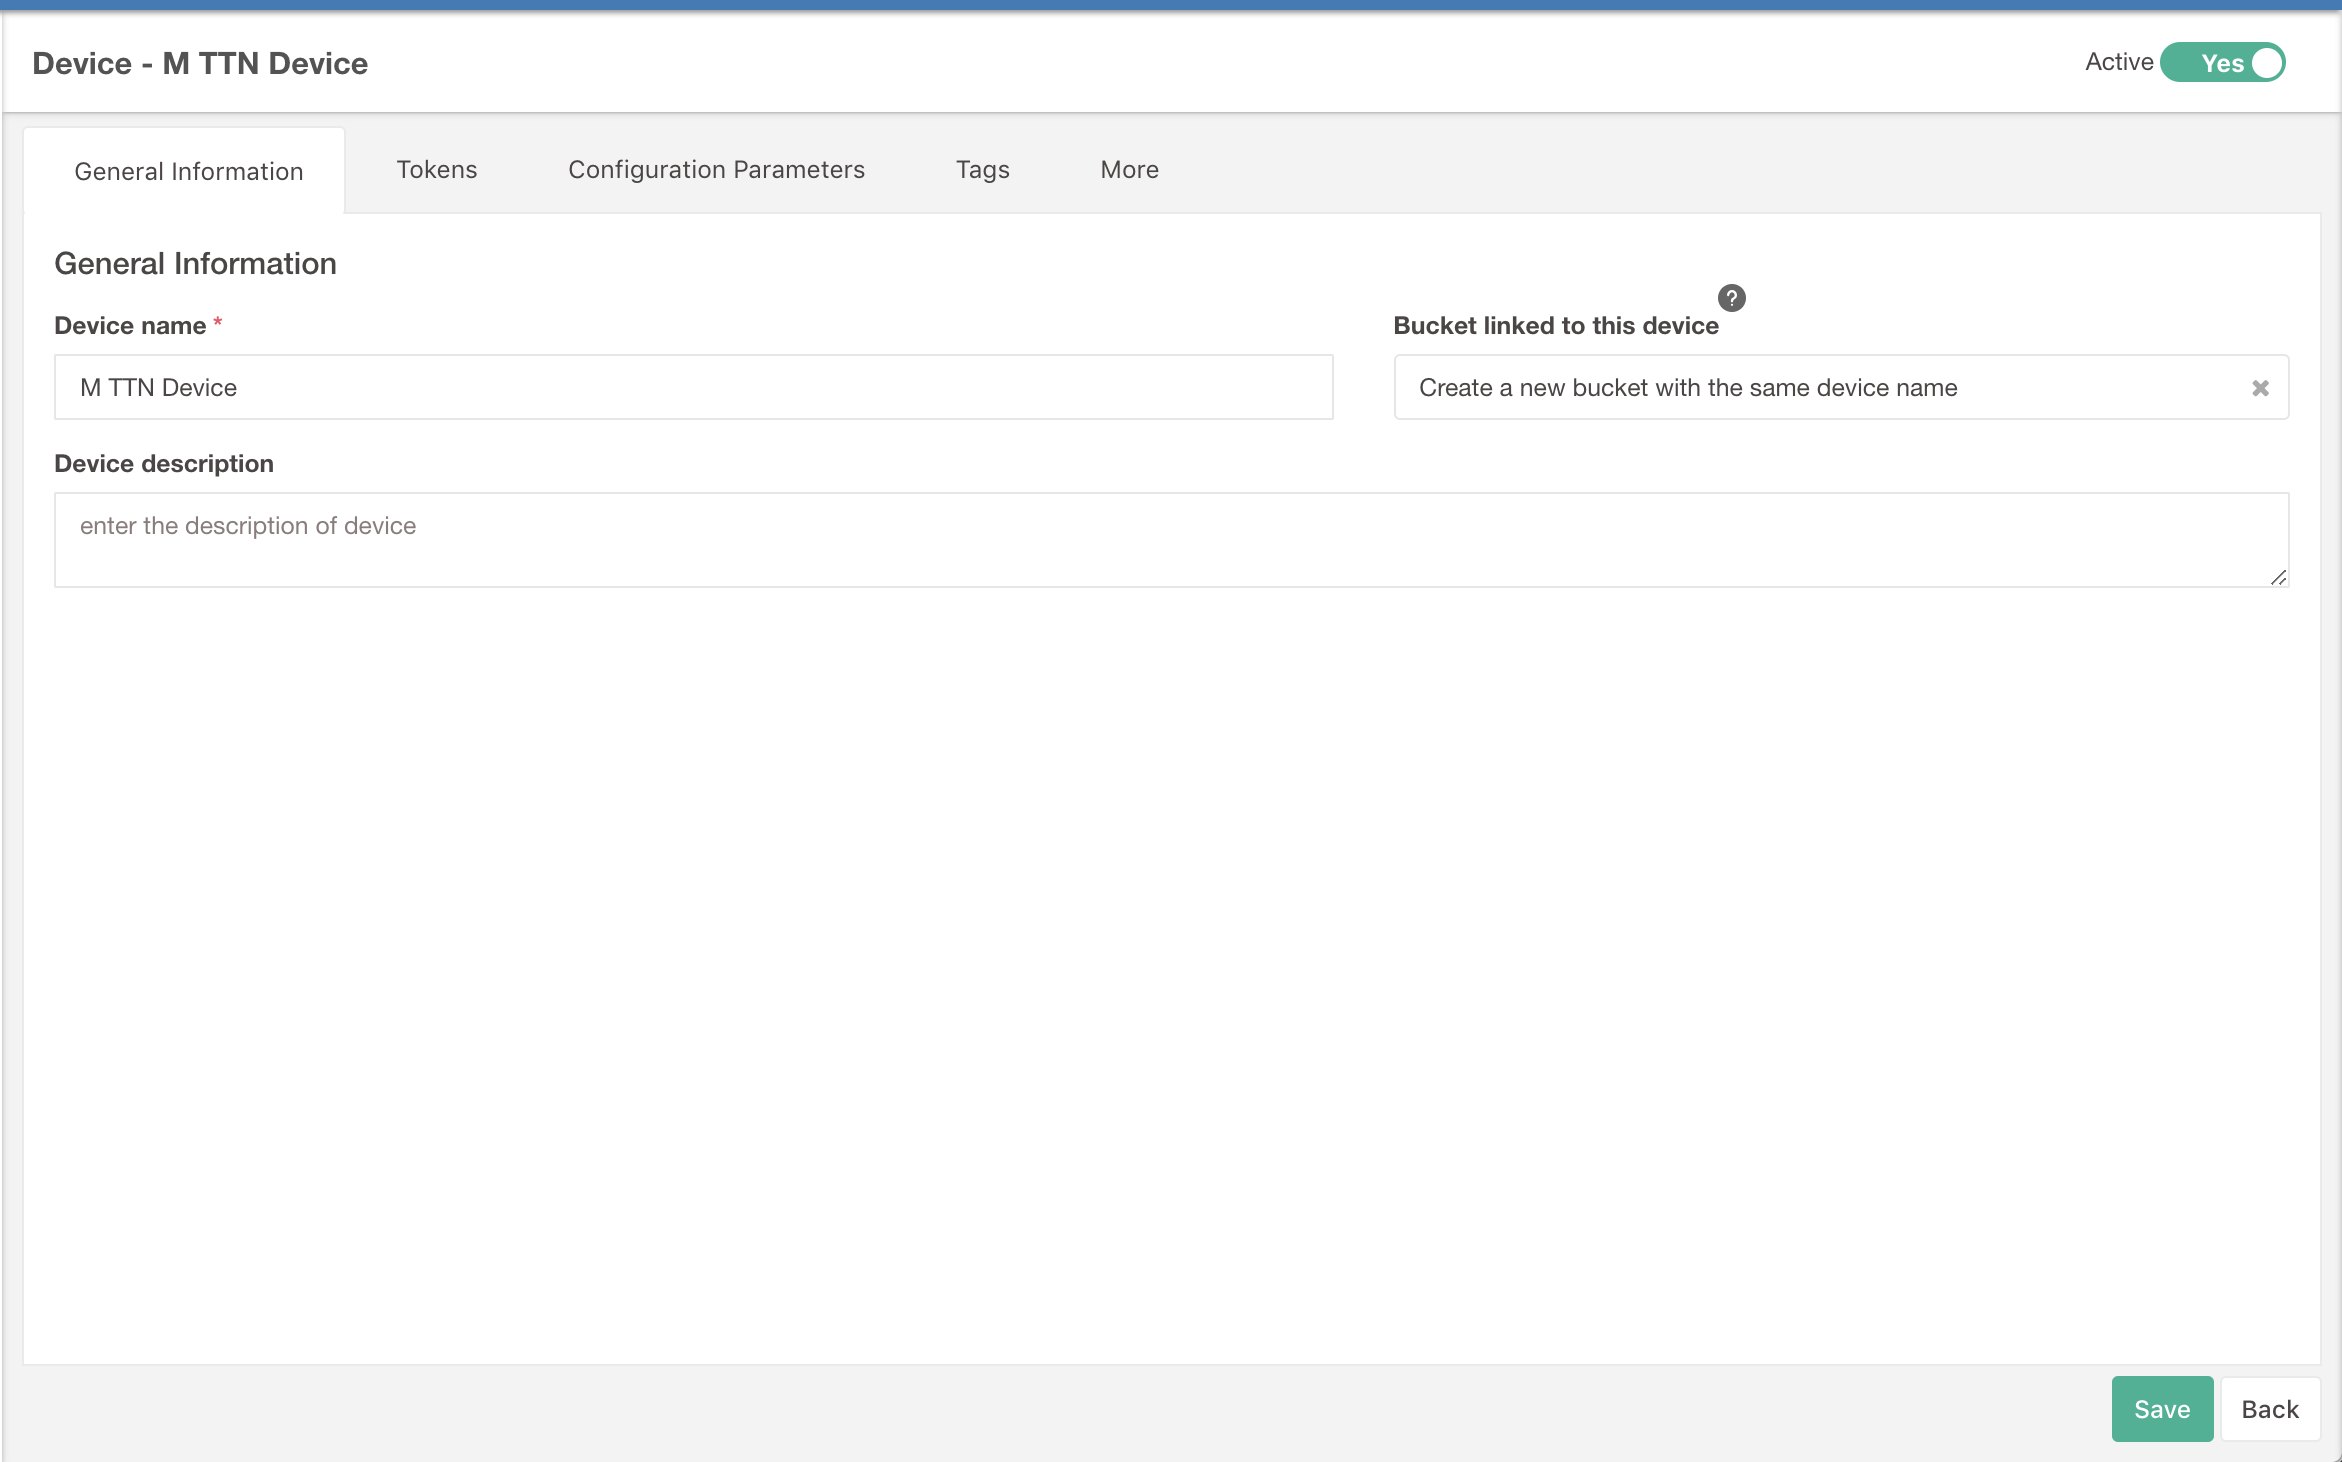 Device - M TTN Device
Active Yes
General Information
Tokens
Configuration Parameters
Tags
More
General Information
Device name *
Bucket linked to this device ?
M TTN Device
Create a new bucket with the same device name
Device description
enter the description of device
Save
Back